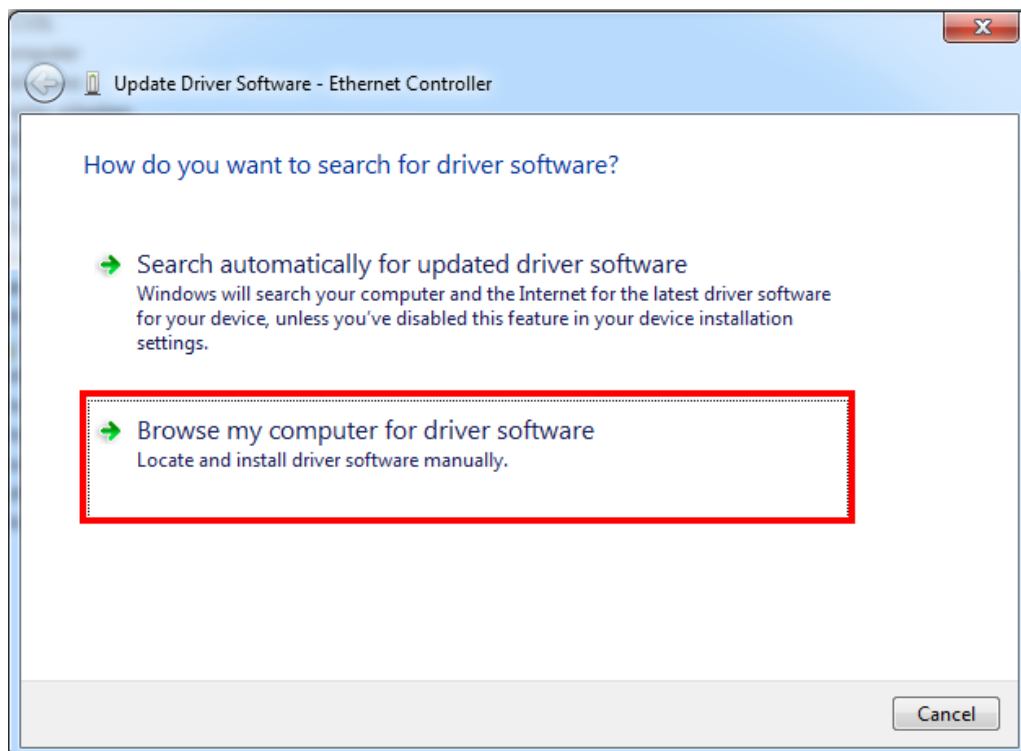 Update Driver Software - Ethernet Controller
How do you want to search for driver software?
Search automatically for updated driver software
Windows will search your computer and the Internet for the latest driver software
for your device, unless you've disabled this feature in your device installation
settings.
Browse my computer for driver software
Locate and install driver software manually.
Cancel